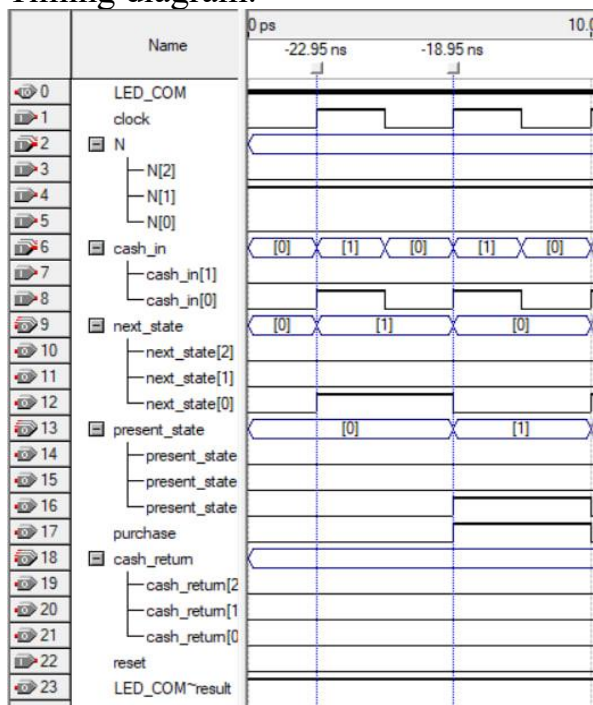 Timing diagram:
0 ps 10.0
Name
-22.95 ns -18.95 ns
0 LED_COM
1 clock
2 N
3 N[2]
4 N[1]
5 N[0]
6 cash_in [0] [1] [0] [1] [0]
7 cash_in[1]
8 cash_in[0]
9 next_state [0] [1] [0]
10 next_state[2]
11 next_state[1]
12 next_state[0]
13 present_state [0] [1]
14 present_state
15 present_state
16 present_state
17 purchase
18 cash_return
19 cash_return[2
20 cash_return[1
21 cash_return[0
22 reset
23 LED_COM~result